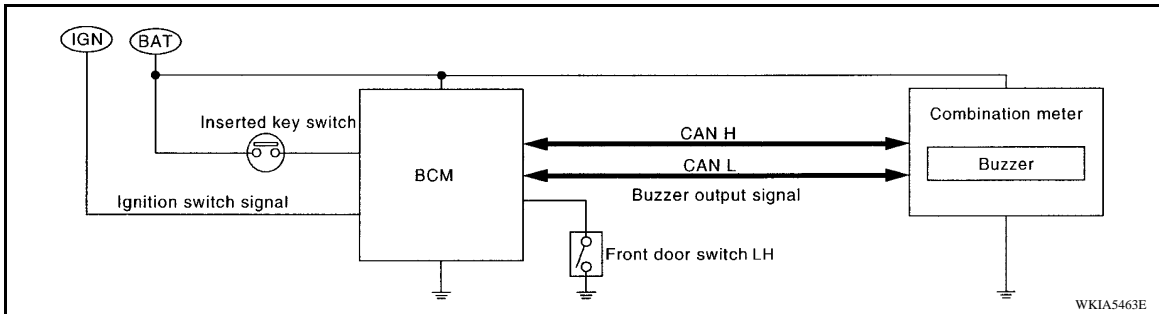 IGN
BAT
Inserted key switch
Ignition switch signal
BCM
CAN H
CAN L
Buzzer output signal
Front door switch LH
Combination meter
Buzzer
WKIA5463E